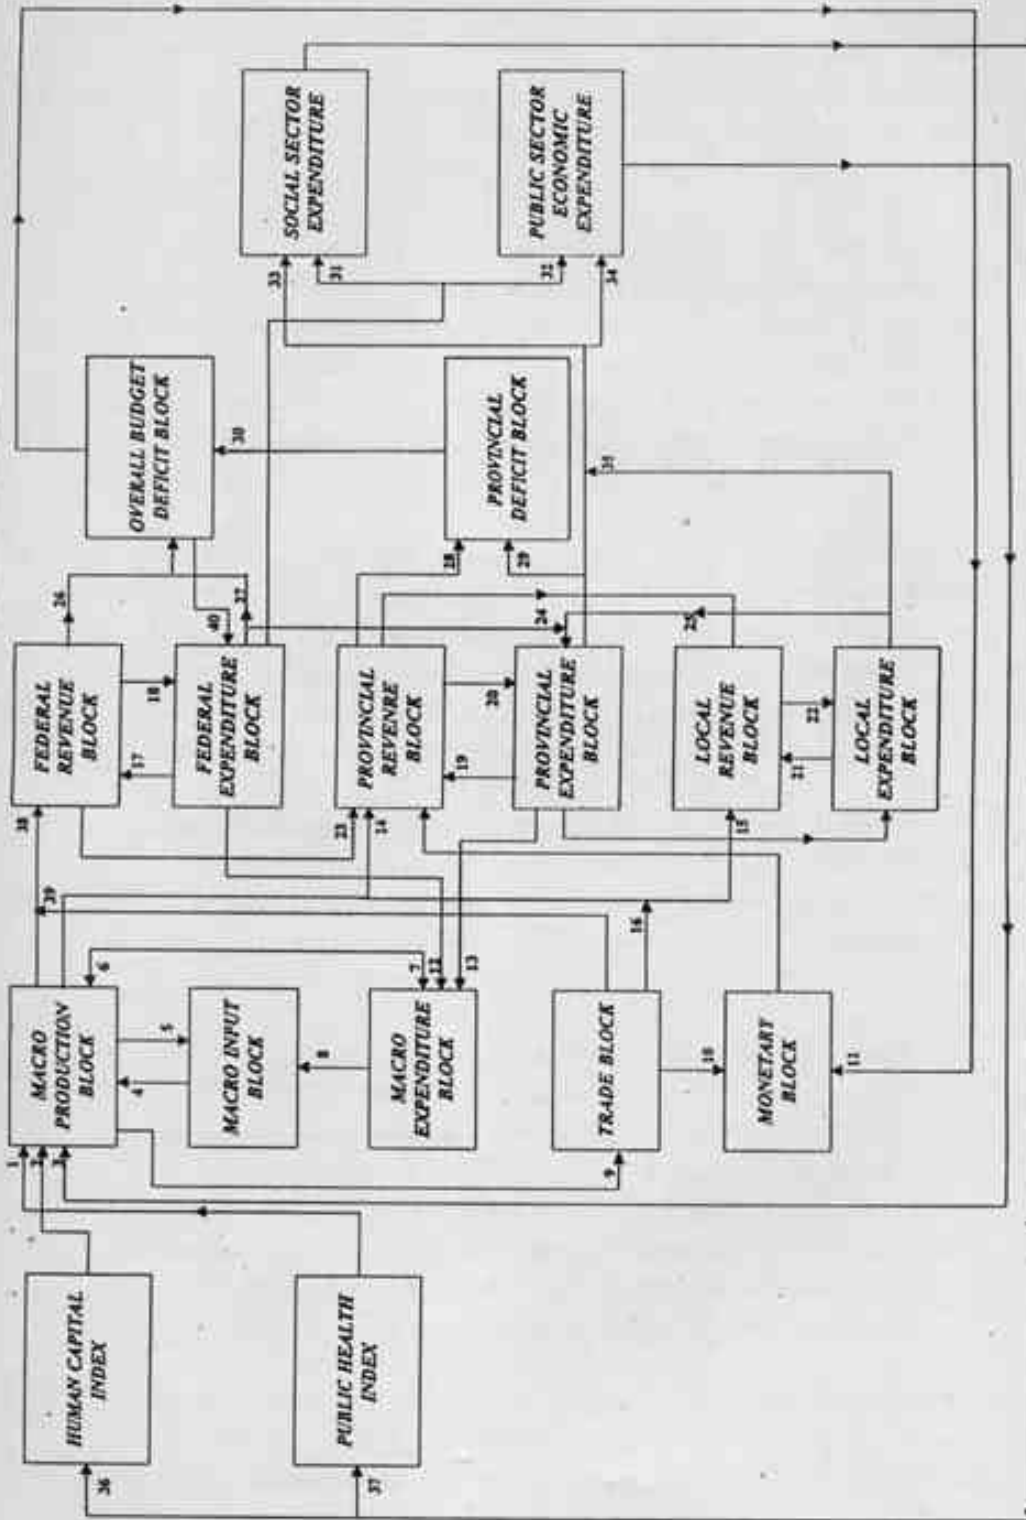 HUMAN CAPITAL
INDEX
PUBLIC HEALTH
INDEX
36
37
1
2
3
MACRO
PRODUCTION
BLOCK
4
5
MACRO INPUT
BLOCK
8
MACRO
EXPENDITURE
BLOCK
6
7
12
13
9
TRADE BLOCK
10
MONETARY
BLOCK
11
38
39
23
14
16
15
FEDERAL
REVENUE
BLOCK
17
18
FEDERAL
EXPENDITURE
BLOCK
PROVINCIAL
REVENRE
BLOCK
19
20
PROVINCIAL
EXPENDITURE
BLOCK
LOCAL
REVENUE
BLOCK
21
22
LOCAL
EXPENDITURE
BLOCK
26
40
27
24
25
28
29
35
OVERALL BUDGET
DEFICIT BLOCK
30
PROVINCIAL
DEFICIT BLOCK
33
31
32
34
SOCIAL SECTOR
EXPENDITURE
PUBLIC SECTOR
ECONOMIC
EXPENDITURE